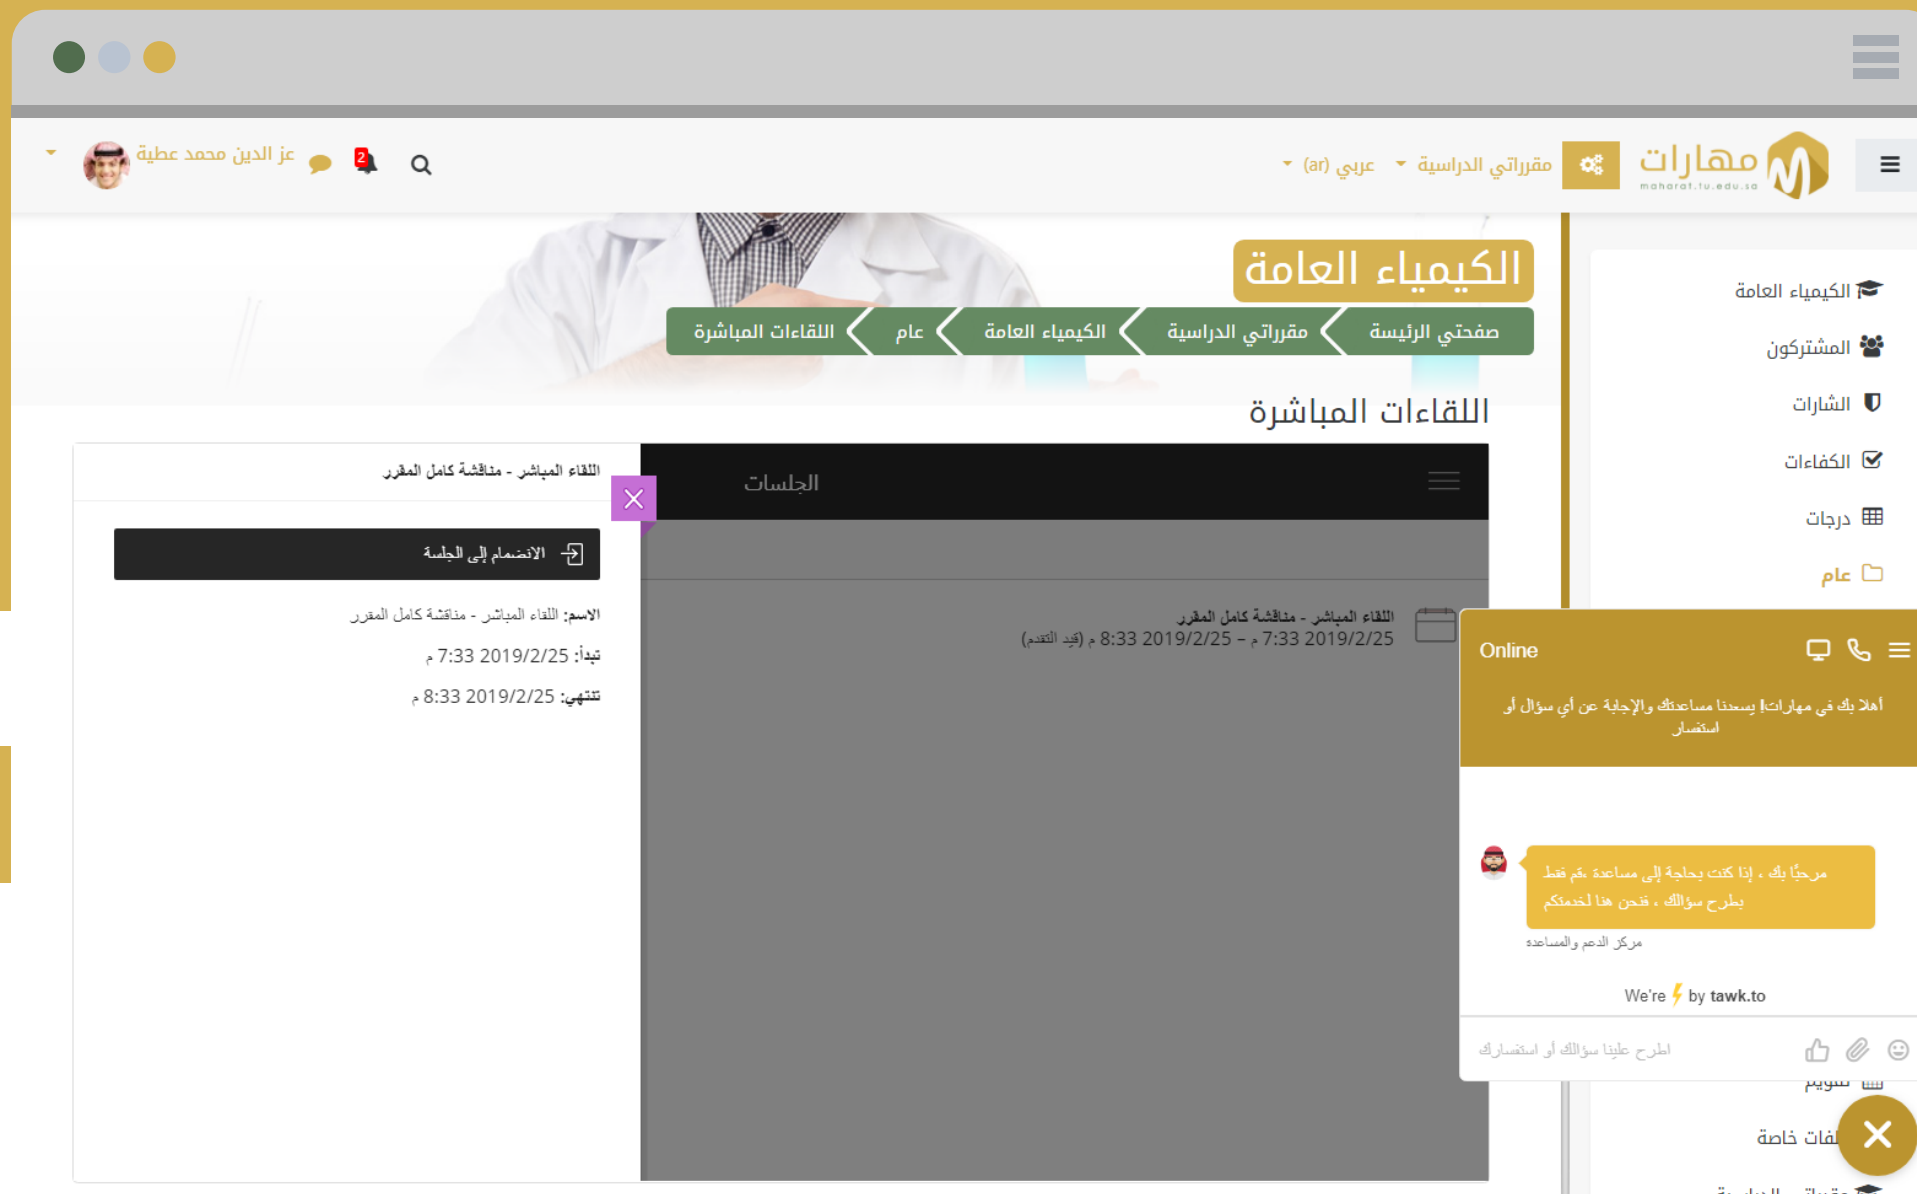 مهارات
maharat.tu.edu.sa
مقرراتي الدراسية
عربي (ar)
2
عز الدين محمد عطية
الكيمياء العامة
صفحتي الرئيسة
مقرراتي الدراسية
الكيمياء العامة
عام
اللقاءات المباشرة
اللقاءات المباشرة
الكيمياء العامة
المشتركون
الشارات
الكفاءات
درجات
عام
الجلسات
اللقاء المباشر - مناقشة كامل المقرر
2019/2/25 7:33 م – 2019/2/25 8:33 م (قيد التقدم)
اللقاء المباشر - مناقشة كامل المقرر
الانضمام إلى الجلسة
الاسم: اللقاء المباشر - مناقشة كامل المقرر
تبدأ: 2019/2/25 7:33 م
تنتهي: 2019/2/25 8:33 م
Online
أهلا بك في مهارات! يسعدنا مساعدتك والإجابة عن أي سؤال أو
استفسار
مرحبًا بك ، إذا كنت بحاجة إلى مساعدة ،قم فقط
بطرح سؤالك ، فنحن هنا لخدمتكم
مركز الدعم والمساعدة
We're by tawk.to
اطرح علينا سؤالك أو استفسارك
تقويم
خاصة